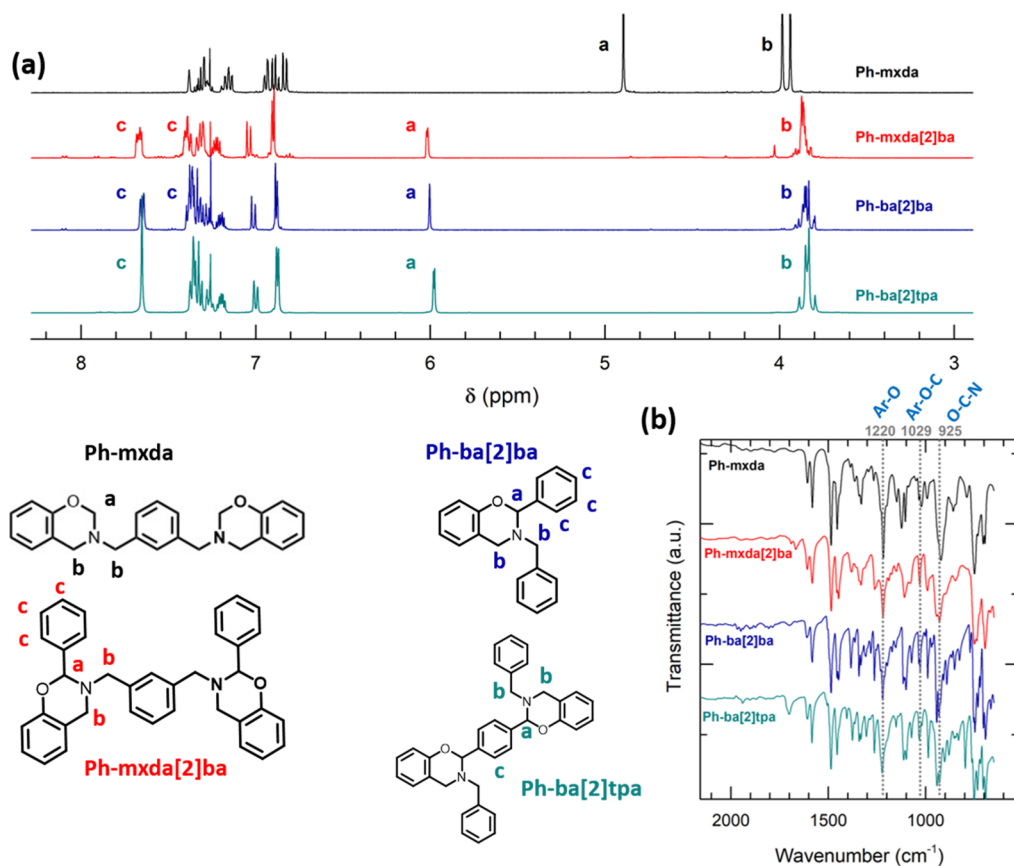 (a)
a
b
Ph-mxda
c
c
a
b
Ph-mxda[2]ba
c
c
a
b
Ph-ba[2]ba
c
a
b
Ph-ba[2]tpa
8 7 6 5 4 3
δ (ppm)
Ph-mxda
O
a
N
N
O
b
b
Ph-ba[2]ba
c
c
c
a
O
N
b
b
c
c
c
a
b
O
N
b
N
O
Ph-mxda[2]ba
b
b
N
O
a
O
N
c
Ph-ba[2]tpa
(b)
Ar-O
Ar-O-C
O-C-N
1220 1029 925
Ph-mxda
Ph-mxda[2]ba
Ph-ba[2]ba
Ph-ba[2]tpa
Transmittance (a.u.)
2000 1500 1000
Wavenumber (cm⁻¹)